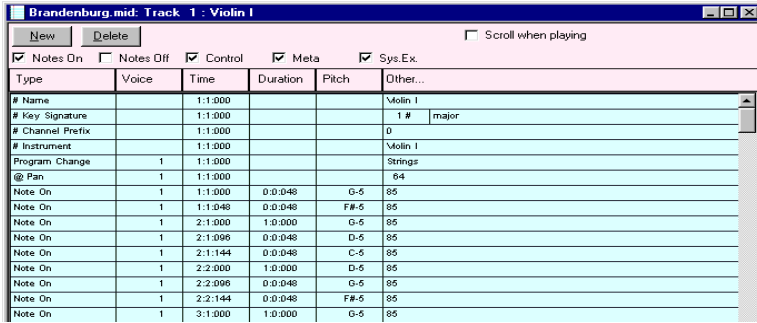 Brandenburg.mid: Track 1 : Violin I
New Delete Scroll when playing
Notes On Notes Off Control Meta Sys.Ex.
Type Voice Time Duration Pitch Other...
# Name 1:1:000 Violin I
# Key Signature 1:1:000 1 # major
# Channel Prefix 1:1:000 0
# Instrument 1:1:000 Violin I
Program Change 1 1:1:000 Strings
@ Pan 1 1:1:000 64
Note On 1 1:1:000 0:0:048 G-5 85
Note On 1 1:1:048 0:0:048 F#-5 85
Note On 1 2:1:000 1:0:000 G-5 85
Note On 1 2:1:096 0:0:048 D-5 85
Note On 1 2:1:144 0:0:048 C-5 85
Note On 1 2:2:000 1:0:000 D-5 85
Note On 1 2:2:096 0:0:048 G-5 85
Note On 1 2:2:144 0:0:048 F#-5 85
Note On 1 3:1:000 1:0:000 G-5 85